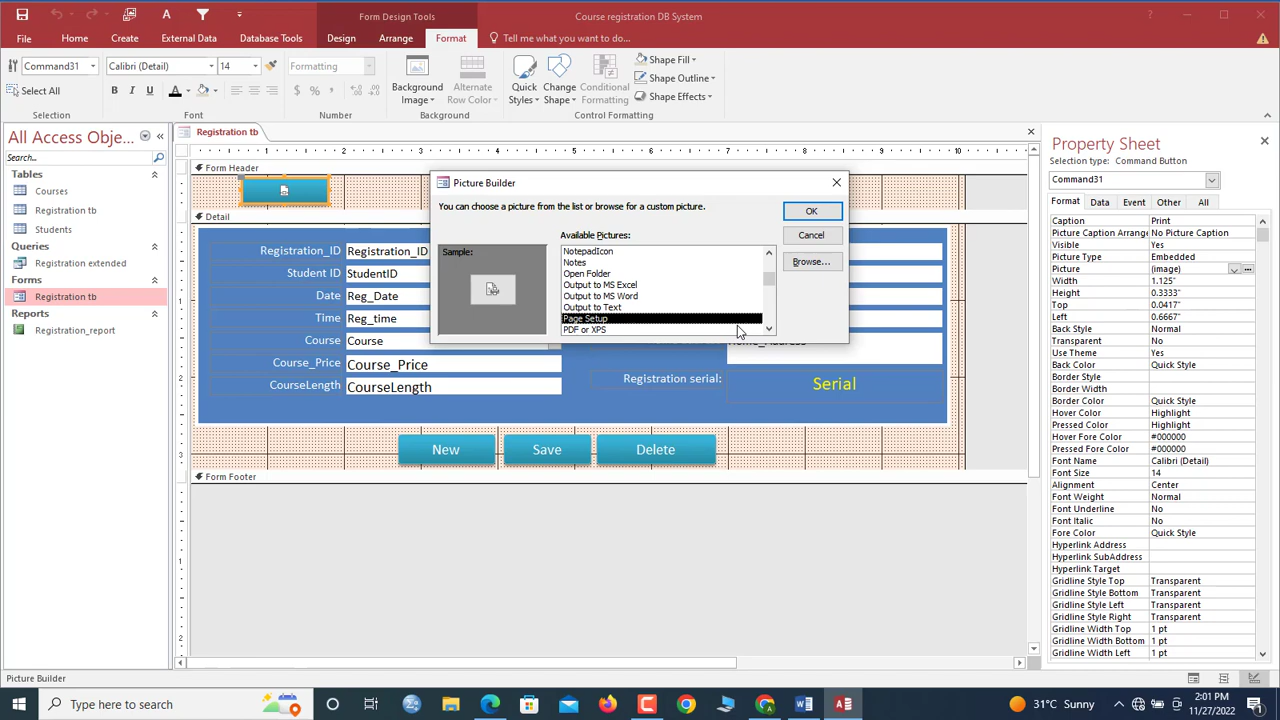 Form Design Tools
Course registration DB System
File
Home
Create
External Data
Database Tools
Design
Arrange
Format
Tell me what you want to do...
Command31
Calibri (Detail)
14
Formatting
Select All
B I U A
$ % ,
Background Image
Alternate Row Color
Quick Styles
Change Shape
Conditional Formatting
Shape Fill
Shape Outline
Shape Effects
Selection
Font
Number
Background
Control Formatting
All Access Obje...
Search...
Tables
Courses
Registration tb
Students
Queries
Registration extended
Forms
Registration tb
Reports
Registration_report
Registration tb
1 2 3 4 5 6 7 8 9 10
Form Header
Detail
Registration_ID
Registration_ID
Student ID
StudentID
Date
Reg_Date
Time
Reg_time
Course
Course
Course_Price
Course_Price
CourseLength
CourseLength
Registration serial:
Serial
New
Save
Delete
Form Footer
Picture Builder
You can choose a picture from the list or browse for a custom picture.
Sample:
Available Pictures:
NotepadIcon
Notes
Open Folder
Output to MS Excel
Output to MS Word
Output to Text
Page Setup
PDF or XPS
OK
Cancel
Browse...
Property Sheet
Selection type: Command Button
Command31
Format
Data
Event
Other
All
Caption Print
Picture Caption Arrange No Picture Caption
Visible Yes
Picture Type Embedded
Picture (image)
Width 1.125"
Height 0.3333"
Top 0.0417"
Left 0.6667"
Back Style Normal
Transparent No
Use Theme Yes
Back Color Quick Style
Border Style
Border Width
Border Color Quick Style
Hover Color Highlight
Pressed Color Highlight
Hover Fore Color #000000
Pressed Fore Color #000000
Font Name Calibri (Detail)
Font Size 14
Alignment Center
Font Weight Normal
Font Underline No
Font Italic No
Fore Color Quick Style
Hyperlink Address
Hyperlink SubAddress
Hyperlink Target
Gridline Style Top Transparent
Gridline Style Bottom Transparent
Gridline Style Left Transparent
Gridline Style Right Transparent
Gridline Width Top 1 pt
Gridline Width Bottom 1 pt
Gridline Width Left 1 pt
Picture Builder
Type here to search
31°C Sunny
2:01 PM
11/27/2022